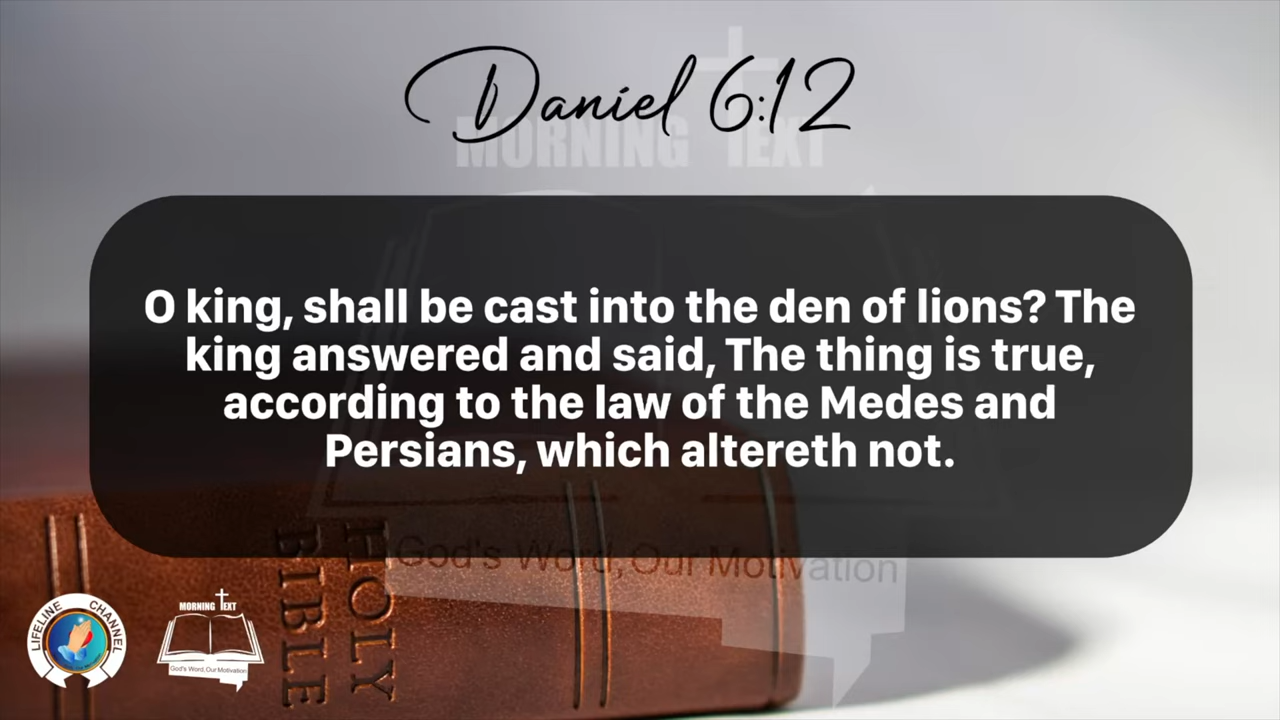 Daniel 6:12
MORNING TEXT
O king, shall be cast into the den of lions? The
king answered and said, The thing is true,
according to the law of the Medes and
Persians, which altereth not.
God's Word, Our Motivation
HOLY
BIBLE
LIFELINE CHANNEL
MORNING TEXT
God's Word, Our Motivation